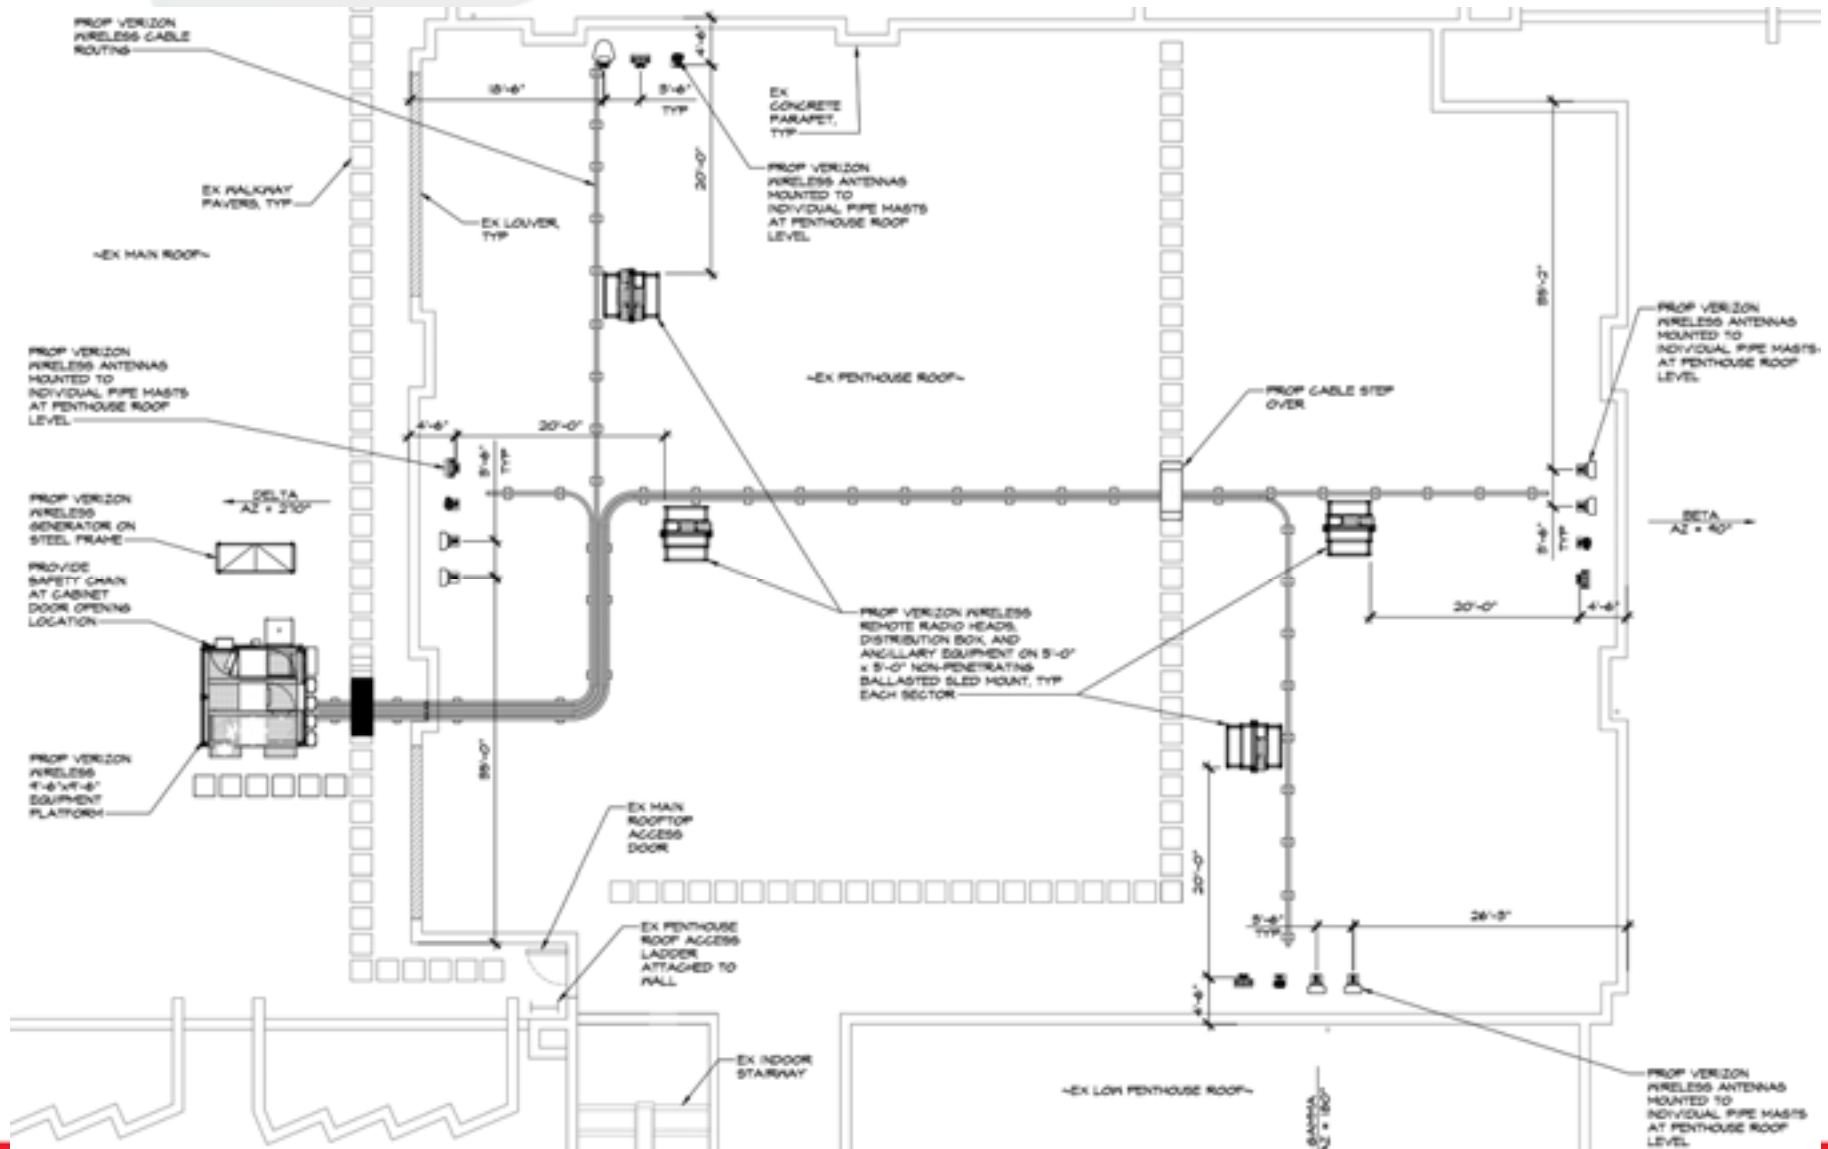 PROP VERIZON
WIRELESS CABLE
ROUTING
18'-6"
TYP
4'-6"
20'-0"
EX
CONCRETE
PARAPET,
TYP
PROP VERIZON
WIRELESS ANTENNAS
MOUNTED TO
INDIVIDUAL PIPE MASTS
AT PENTHOUSE ROOF
LEVEL
EX WALKWAY
PAVERS, TYP
EX LOUVER,
TYP
~EX MAIN ROOF~
PROP VERIZON
WIRELESS ANTENNAS
MOUNTED TO
INDIVIDUAL PIPE MASTS
AT PENTHOUSE ROOF
LEVEL
~EX PENTHOUSE ROOF~
PROP CABLE STEP
OVER
PROP VERIZON
WIRELESS ANTENNAS
MOUNTED TO
INDIVIDUAL PIPE MASTS
AT PENTHOUSE ROOF
LEVEL
4'-6"
20'-0"
TYP
DELTA
AZ = 270°
PROP VERIZON
WIRELESS
GENERATOR ON
STEEL FRAME
PROVIDE
SAFETY CHAIN
AT CABINET
DOOR OPENING
LOCATION
BETA
AZ = 90°
TYP
20'-0"
4'-6"
PROP VERIZON WIRELESS
REMOTE RADIO HEADS,
DISTRIBUTION BOX, AND
ANCILLARY EQUIPMENT ON 5'-0"
x 5'-0" NON-PENETRATING
BALLASTED SLED MOUNT, TYP
EACH SECTOR
PROP VERIZON
WIRELESS
9'-6"x9'-6"
EQUIPMENT
PLATFORM
EX MAIN
ROOFTOP
ACCESS
DOOR
EX PENTHOUSE
ROOF ACCESS
LADDER
ATTACHED TO
WALL
20'-0"
TYP
4'-6"
EX INDOOR
STAIRWAY
~EX LOW PENTHOUSE ROOF~
GAMMA
AZ = 180°
PROP VERIZON
WIRELESS ANTENNAS
MOUNTED TO
INDIVIDUAL PIPE MASTS
AT PENTHOUSE ROOF
LEVEL